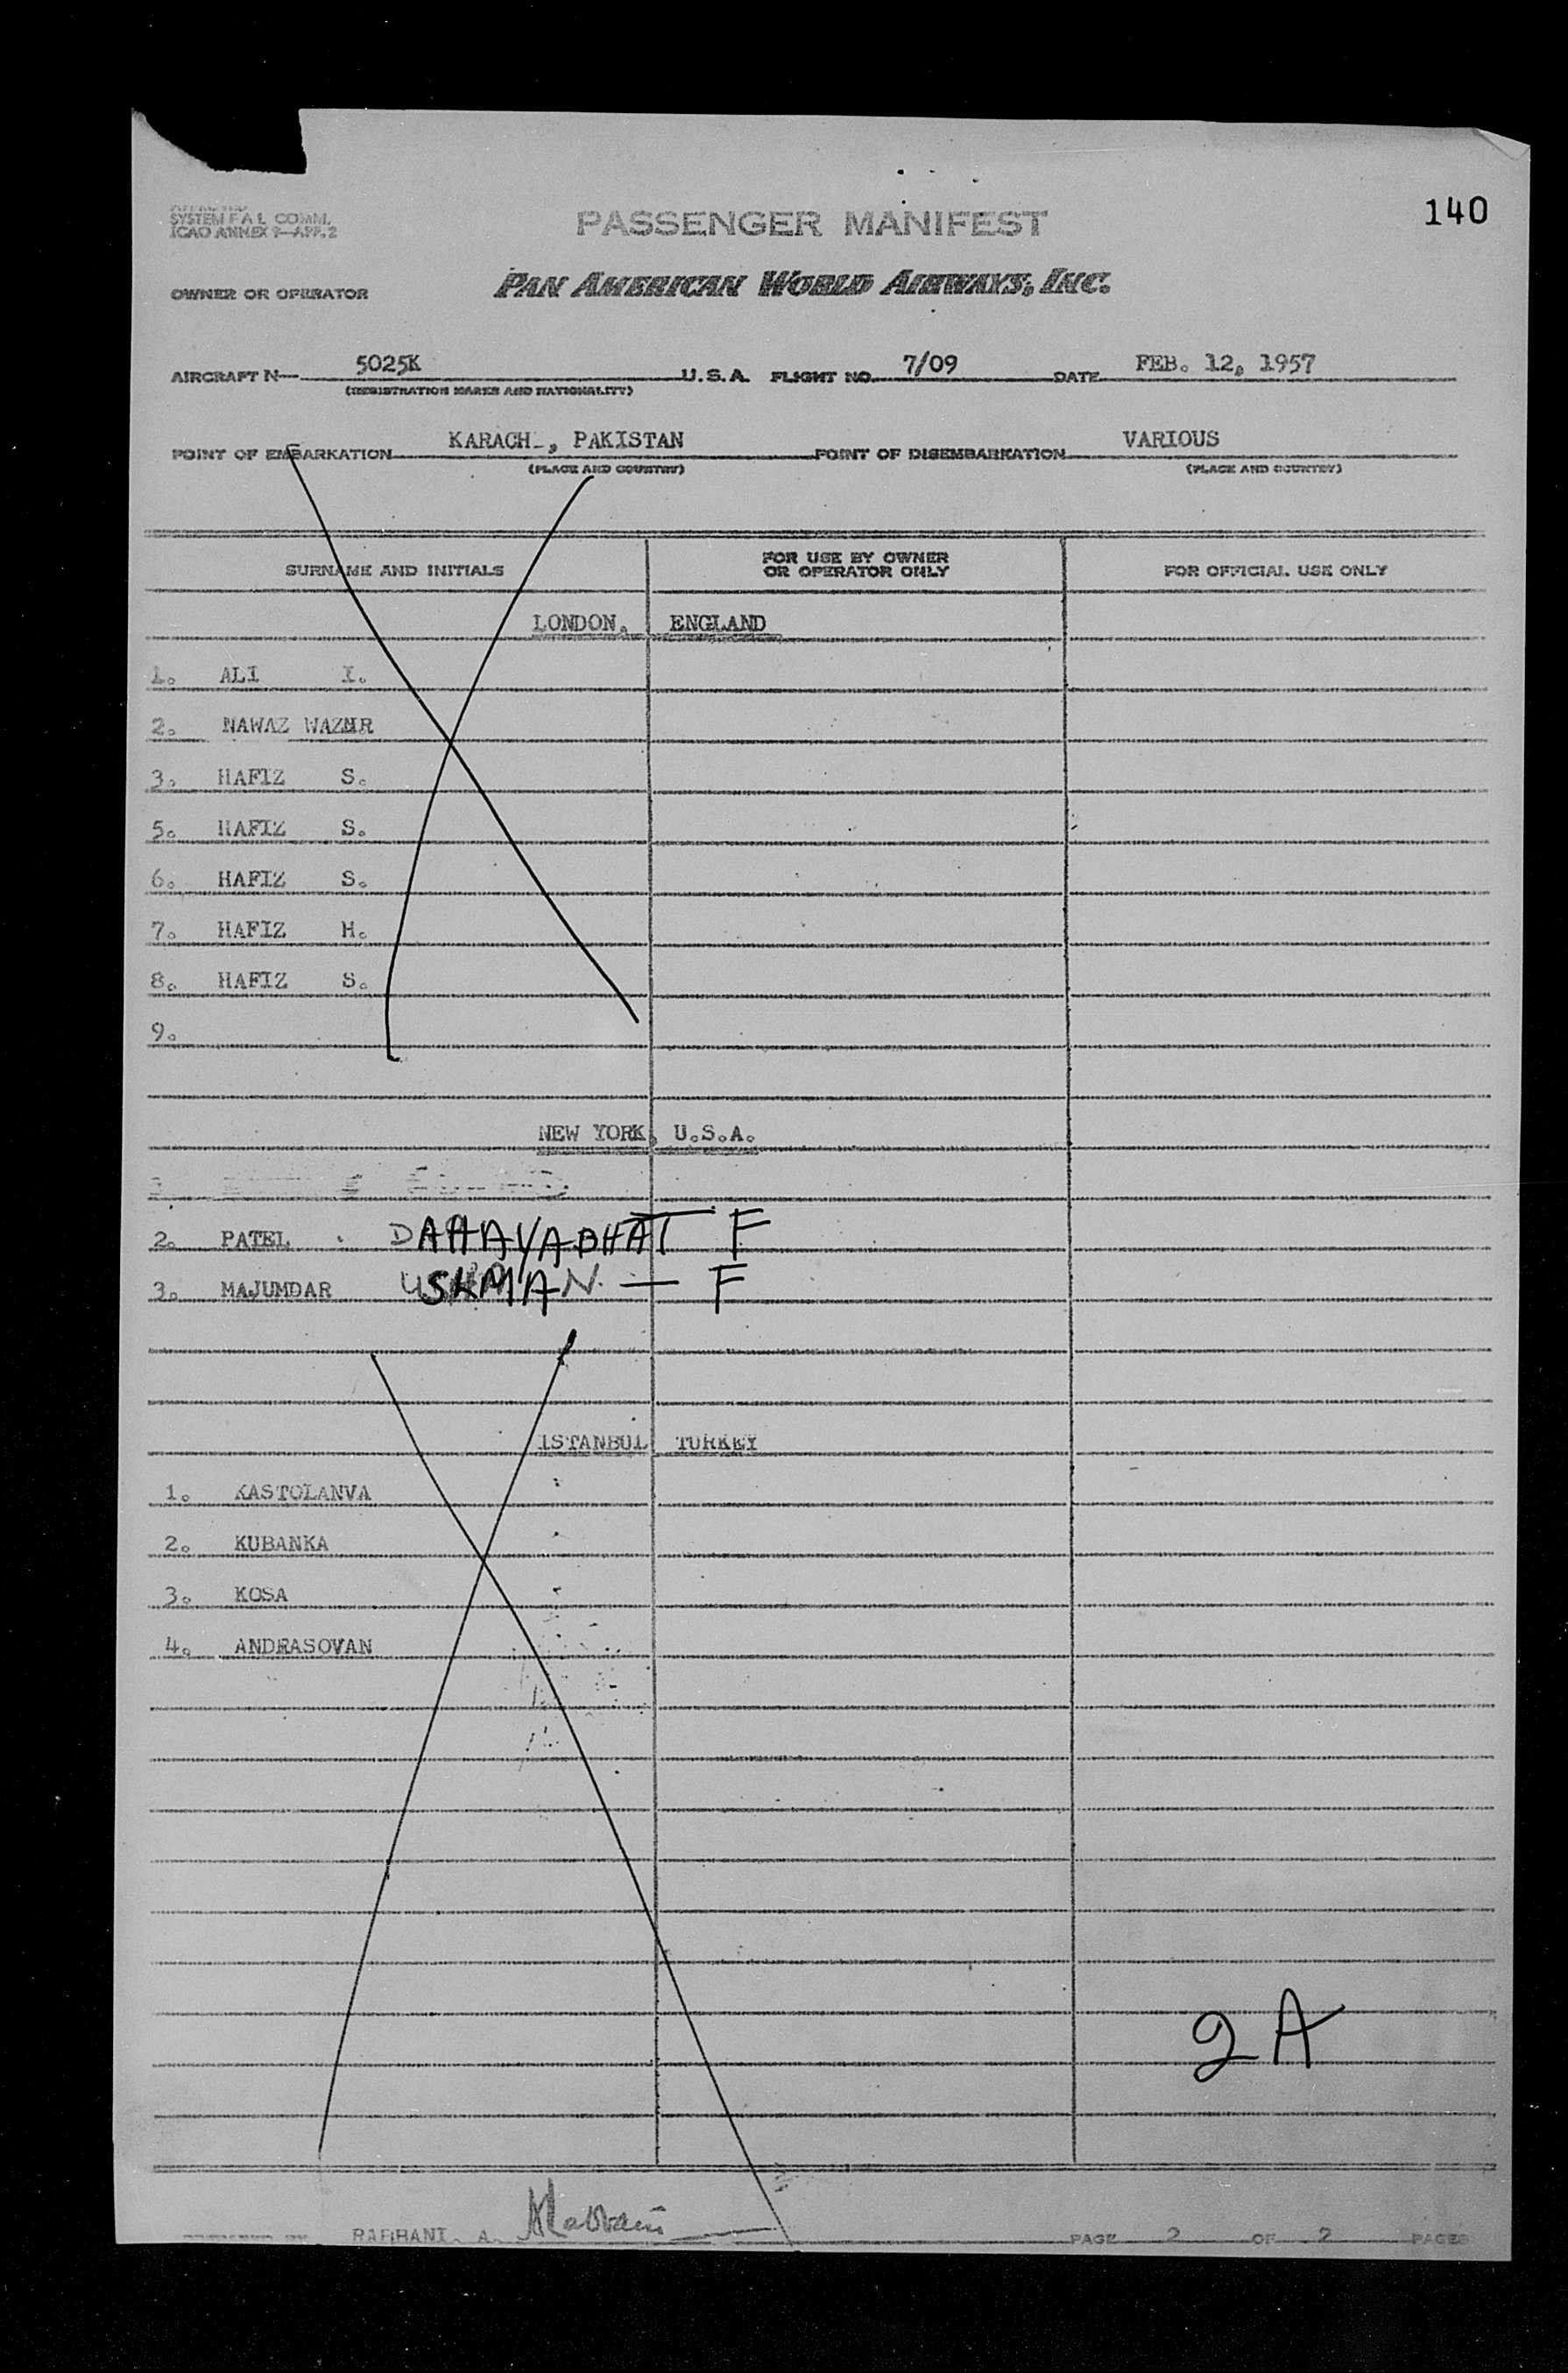 140
SYSTEM F A L COMM.
ICAO ANNEX 9—APP. 2
PASSENGER MANIFEST
OWNER OR OPERATOR PAN AMERICAN WORLD AIRWAYS, INC.
AIRCRAFT N— 5025K U.S.A. FLIGHT NO. 7/09 DATE FEB. 12, 1957
(REGISTRATION MARKS AND NATIONALITY)
POINT OF EMBARKATION KARACH_, PAKISTAN POINT OF DISEMBARKATION VARIOUS
(PLACE AND COUNTRY) (PLACE AND COUNTRY)
SURNAME AND INITIALS FOR USE BY OWNER OR OPERATOR ONLY FOR OFFICIAL USE ONLY
LONDON, ENGLAND
1. ALI I.
2. NAWAZ
3. HAFIZ S.
5. HAFIZ S.
6. HAFIZ S.
7. HAFIZ H.
8. HAFIZ S.
9.
NEW YORK, U.S.A.
2. PATEL DAHAYABHAI F
3. MAJUMDAR — F
ISTANBUL TURKEY
1. KASTOLANVA
2. KUBANKA
3. KOSA
4. ANDRASOVAN
2A
RABBANI. A.
PAGE 2 OF 2 PAGES